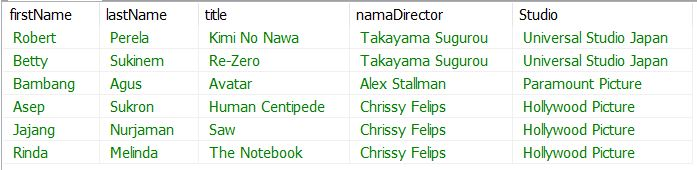 firstName lastName title namaDirector Studio
Robert Perela Kimi No Nawa Takayama Sugurou Universal Studio Japan
Betty Sukinem Re-Zero Takayama Sugurou Universal Studio Japan
Bambang Agus Avatar Alex Stallman Paramount Picture
Asep Sukron Human Centipede Chrissy Felips Hollywood Picture
Jajang Nurjaman Saw Chrissy Felips Hollywood Picture
Rinda Melinda The Notebook Chrissy Felips Hollywood Picture